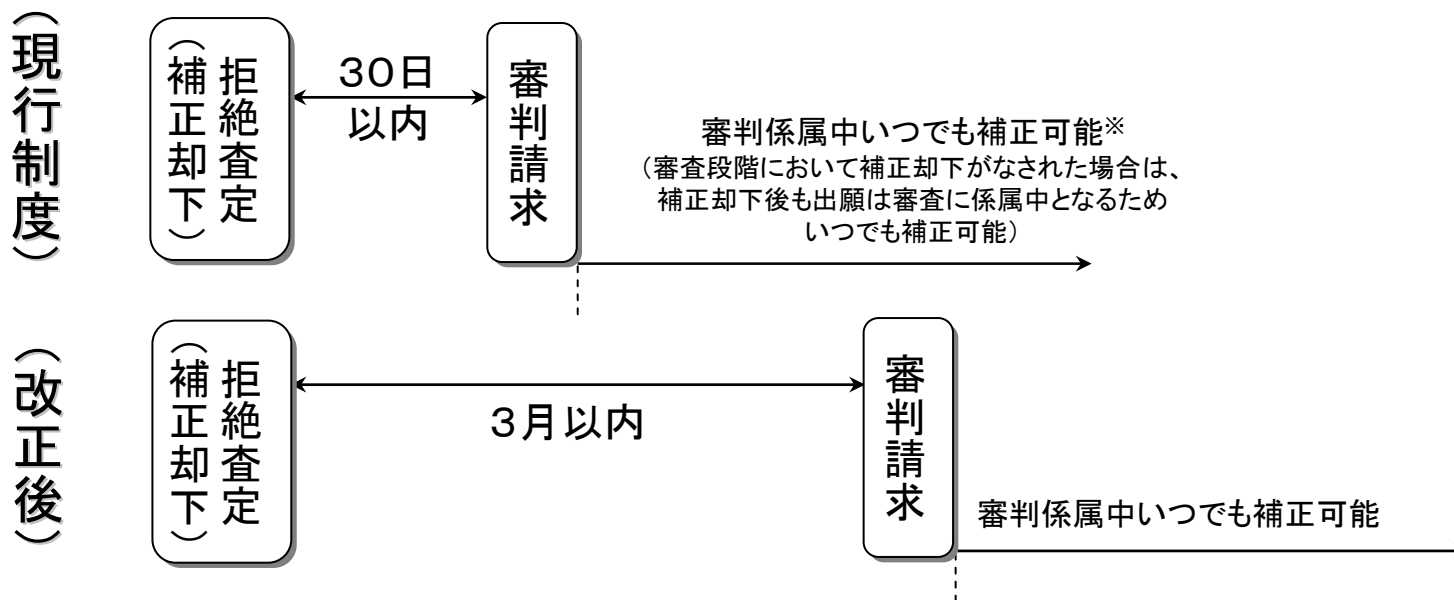 （現行制度）
拒絶査定
（補正却下）
３０日
以内
審判請求
審判係属中いつでも補正可能※
（審査段階において補正却下がなされた場合は、
補正却下後も出願は審査に係属中となるため
いつでも補正可能）
（改正後）
拒絶査定
（補正却下）
３月以内
審判請求
審判係属中いつでも補正可能